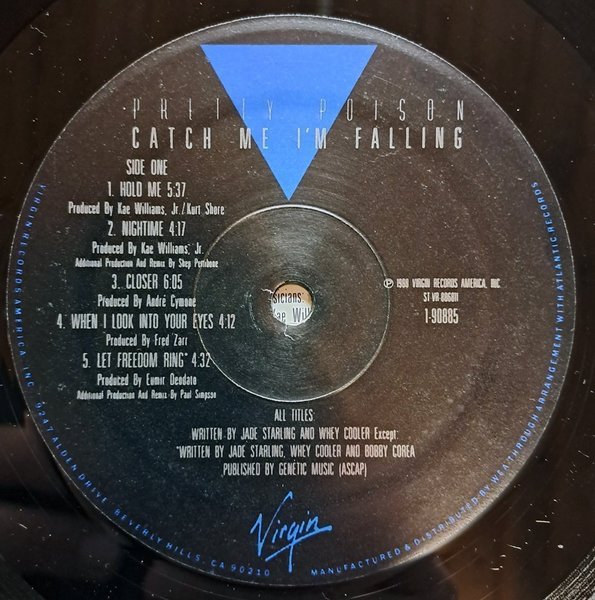 PRETTY POISON
CATCH ME I'M FALLING
SIDE ONE
1. HOLD ME 5:37
Produced By Kae Williams, Jr./Kurt Shore
2. NIGHTIME 4:17
Produced By Kae Williams, Jr.
Additional Production And Remix By Shep Pettibone
3. CLOSER 6:05
Produced By André Cymone
4. WHEN I LOOK INTO YOUR EYES 4:12
Produced By Fred Zarr
5. LET FREEDOM RING* 4:32
Produced By Eumir Deodato
Additional Production And Remix By Paul Simpson
℗ 1988 VIRGIN RECORDS AMERICA, INC
ST-VR-886811
1-90885
sicians:
Kae Will
ALL TITLES:
WRITTEN BY JADE STARLING AND WHEY COOLER Except:
*WRITTEN BY JADE STARLING, WHEY COOLER AND BOBBY COREA
PUBLISHED BY GENETIC MUSIC (ASCAP)
Virgin
VIRGIN RECORDS AMERICA, INC. 9247 ALDEN DRIVE, BEVERLY HILLS, CA 90210
MANUFACTURED & DISTRIBUTED BY WEA THROUGH ARRANGEMENT WITH ATLANTIC RECORDS